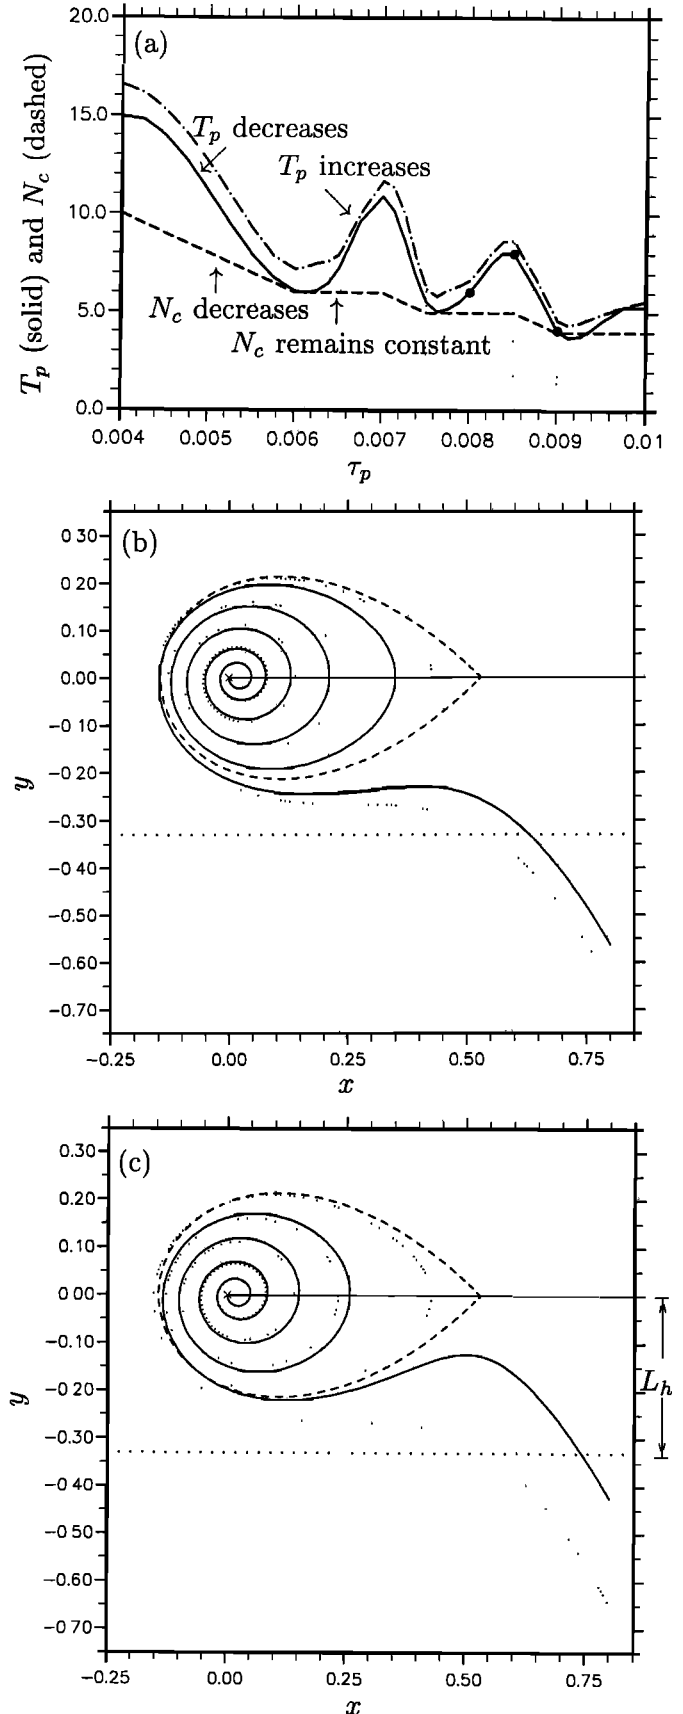 T_p (solid) and N_c (dashed)
20.0
15.0
10.0
5.0
0.0
(a)
T_p decreases
T_p increases
N_c decreases
N_c remains constant
0.004 0.005 0.006 0.007 0.008 0.009 0.01
τ_p
(b)
0 30
0 20
0.10
0.00
-0 10
-0 20
-0.30
-0 40
-0.50
-0.60
-0.70
y
-0.25 0.00 0.25 0.50 0.75
x
(c)
0.30
0.20
0.10
0.00
-0.10
-0.20
-0.30
-0 40
-0.50
-0.60
-0 70
y
L_h
-0.25 0.00 0.25 0.50 0.75
x